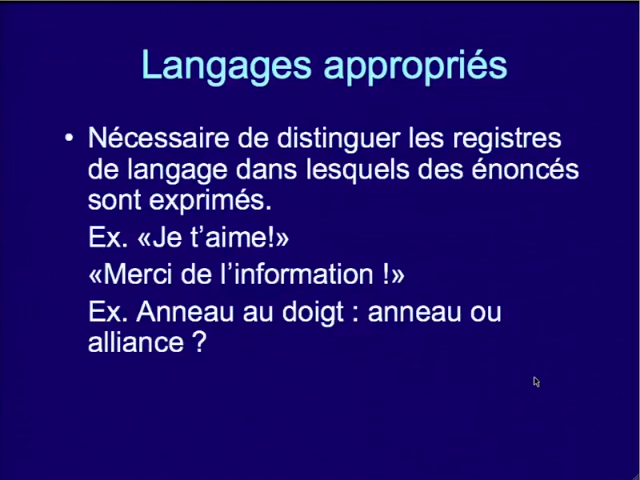 Langages appropriés
• Nécessaire de distinguer les registres
de langage dans lesquels des énoncés
sont exprimés.
Ex. «Je t’aime!»
«Merci de l’information !»
Ex. Anneau au doigt : anneau ou
alliance ?